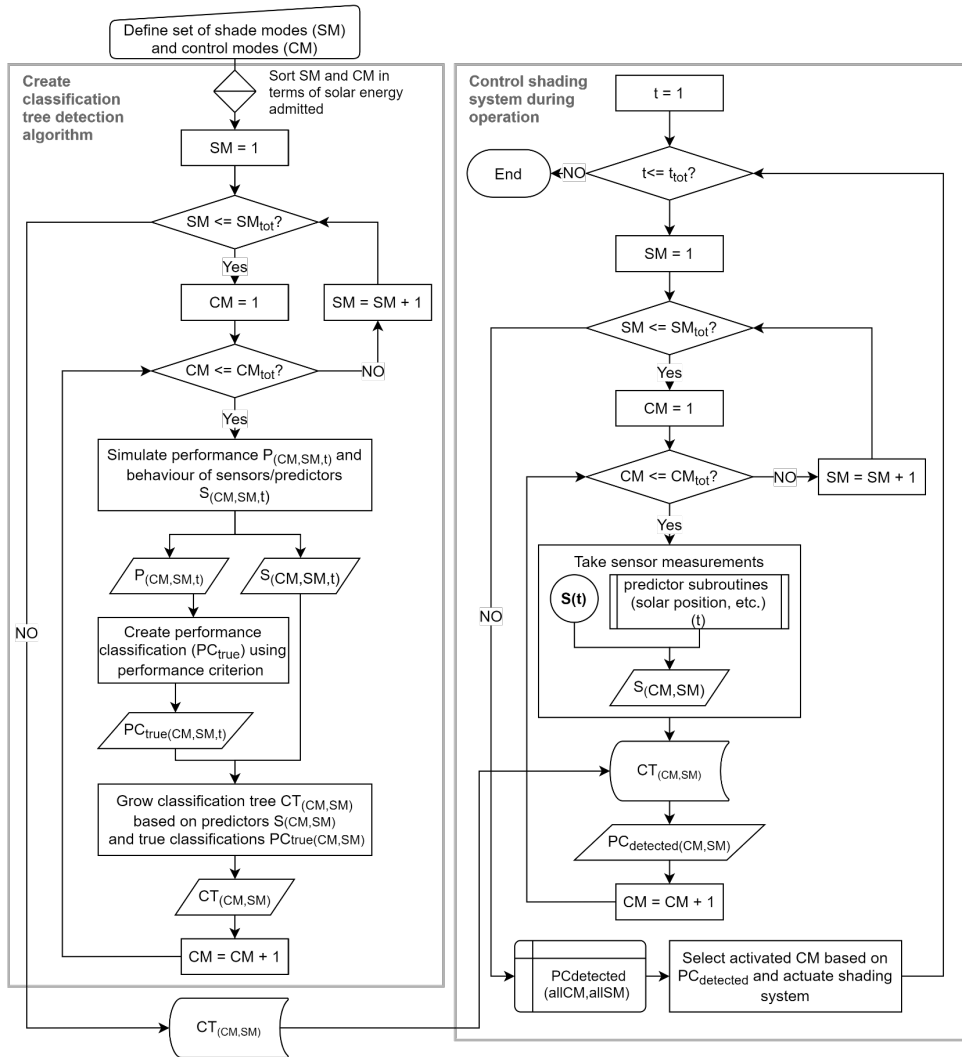 Define set of shade modes (SM)
and control modes (CM)
Create
classification
tree detection
algorithm
Sort SM and CM in
terms of solar energy
admitted
SM = 1
SM <= SMtot?
Yes
CM = 1
SM = SM + 1
CM <= CMtot?
NO
Yes
Simulate performance P(CM,SM,t) and
behaviour of sensors/predictors
S(CM,SM,t)
P(CM,SM,t)
S(CM,SM,t)
NO
Create performance
classification (PCtrue) using
performance criterion
PCtrue(CM,SM,t)
Grow classification tree CT(CM,SM)
based on predictors S(CM,SM)
and true classifications PCtrue(CM,SM)
CT(CM,SM)
CM = CM + 1
CT(CM,SM)
Control shading
system during
operation
t = 1
End
NO
t<= ttot?
SM = 1
SM <= SMtot?
Yes
CM = 1
CM <= CMtot?
NO
SM = SM + 1
Yes
Take sensor measurements
S(t)
predictor subroutines
(solar position, etc.)
(t)
NO
S(CM,SM)
CT(CM,SM)
PCdetected(CM,SM)
CM = CM + 1
PCdetected
(allCM,allSM)
Select activated CM based on
PCdetected and actuate shading
system